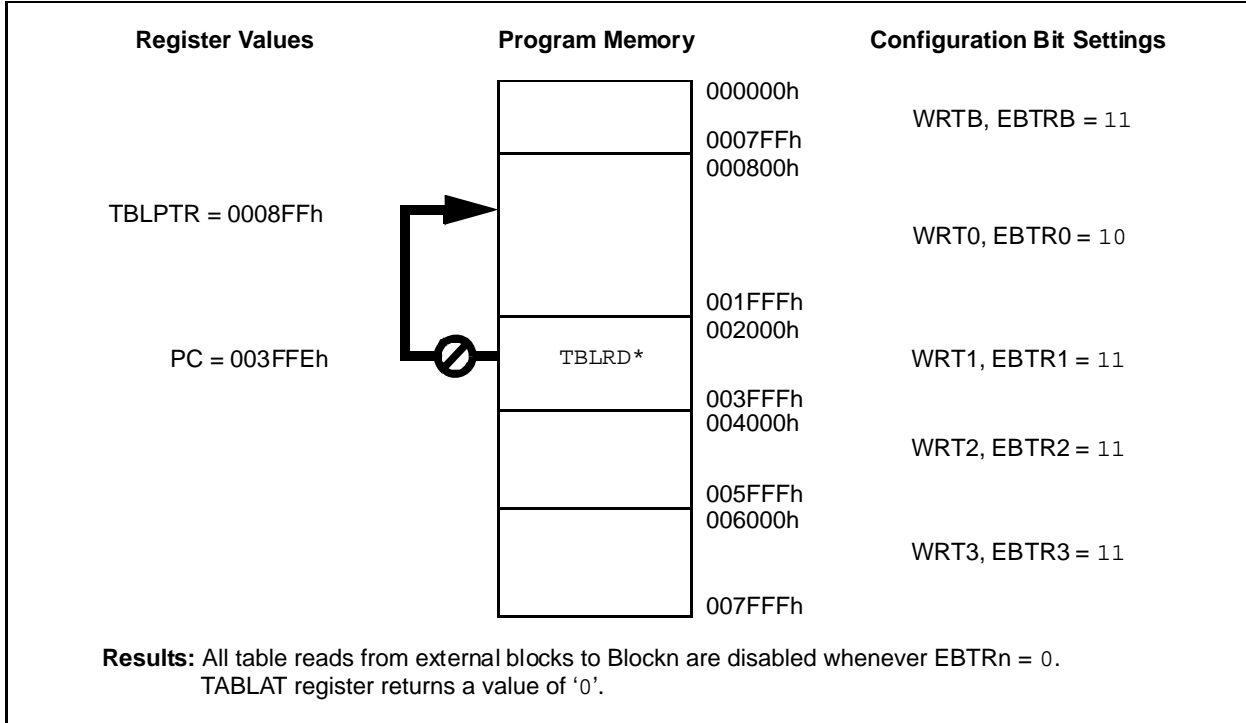 Register Values
Program Memory
Configuration Bit Settings
000000h
WRTB, EBTRB = 11
0007FFh
000800h
TBLPTR = 0008FFh
WRT0, EBTR0 = 10
001FFFh
002000h
PC = 003FFEh
TBLRD*
WRT1, EBTR1 = 11
003FFFh
004000h
WRT2, EBTR2 = 11
005FFFh
006000h
WRT3, EBTR3 = 11
007FFFh
Results: All table reads from external blocks to Blockn are disabled whenever EBTRn = 0.
TABLAT register returns a value of ‘0’.